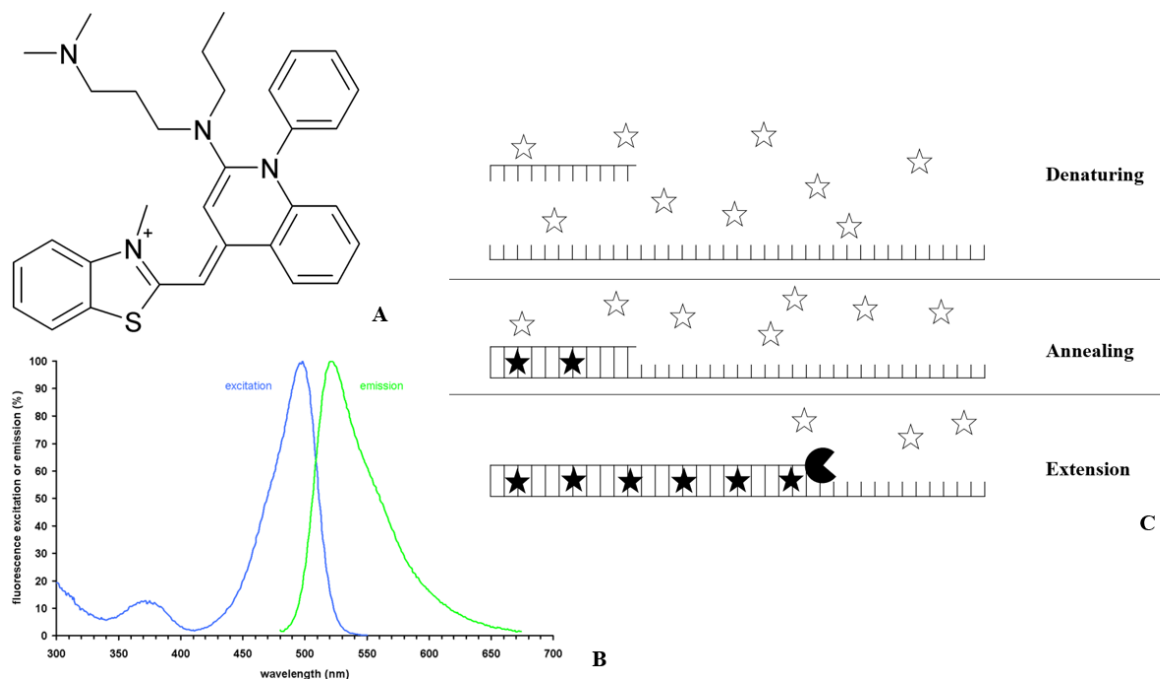 N
N
N
N
+
S
A
Denaturing
Annealing
Extension
C
excitation
emission
fluorescence excitation or emission (%)
100
90
80
70
60
50
40
30
20
10
0
300 350 400 450 500 550 600 650 700
wavelength (nm)
B